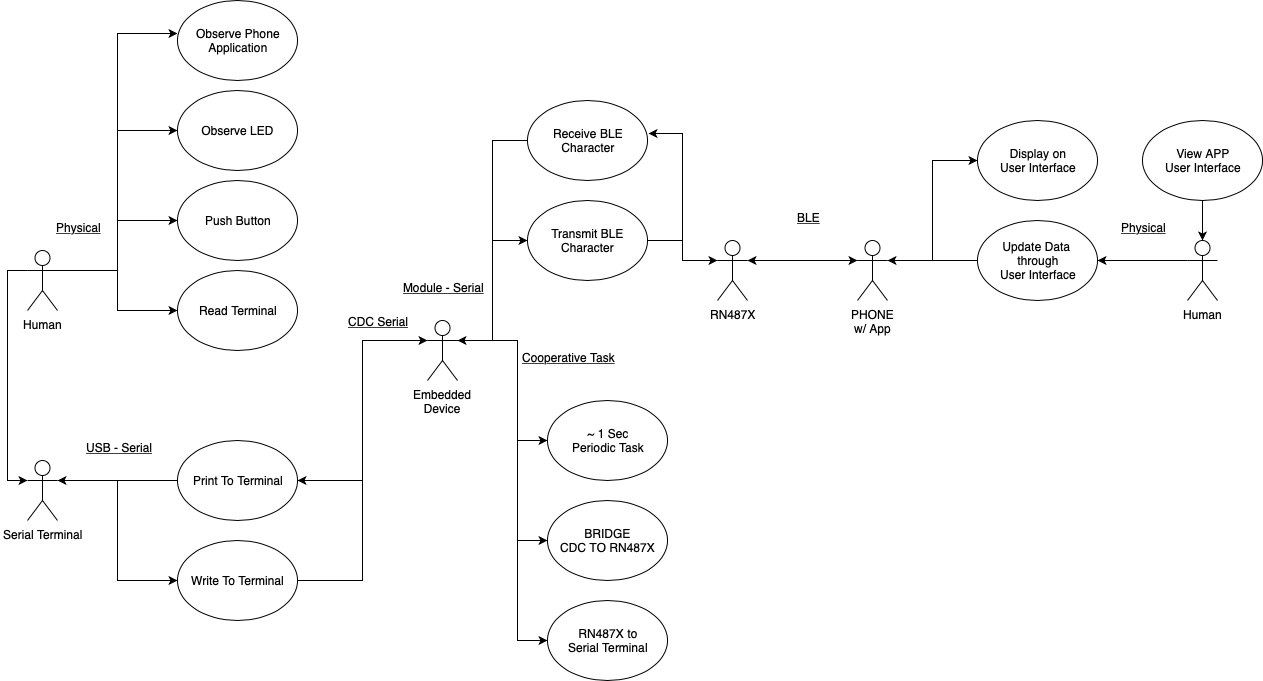 Observe Phone
Application
Observe LED
Physical
Push Button
Human
Read Terminal
USB - Serial
Serial Terminal
Print To Terminal
Write To Terminal
CDC Serial
Module - Serial
Embedded
Device
Receive BLE
Character
Transmit BLE
Character
Cooperative Task
~ 1 Sec
Periodic Task
BRIDGE
CDC TO RN487X
RN487X to
Serial Terminal
RN487X
BLE
PHONE
w/ App
Display on
User Interface
Update Data
through
User Interface
View APP
User Interface
Physical
Human